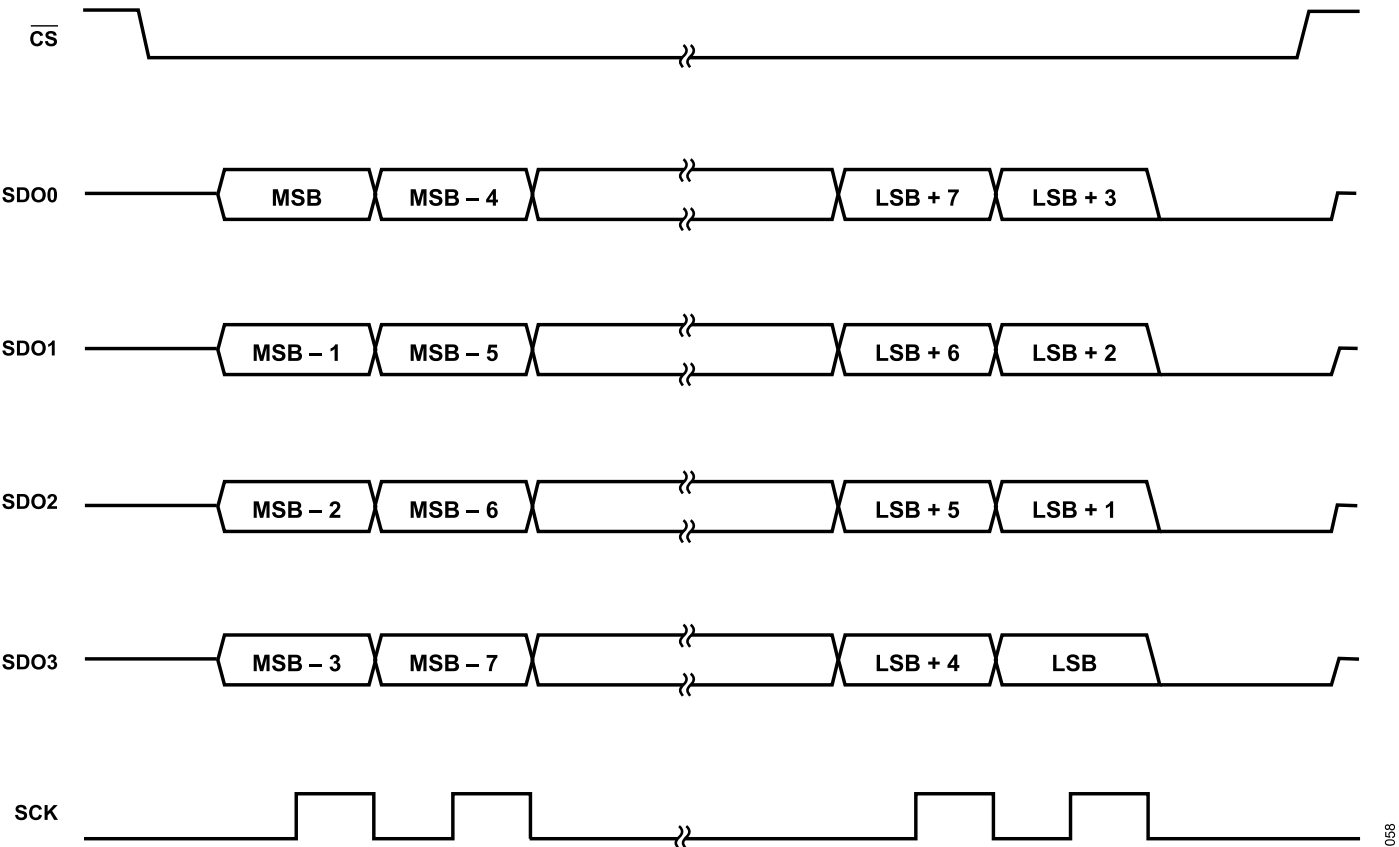 CS
SDO0 MSB MSB – 4 LSB + 7 LSB + 3
SDO1 MSB – 1 MSB – 5 LSB + 6 LSB + 2
SDO2 MSB – 2 MSB – 6 LSB + 5 LSB + 1
SDO3 MSB – 3 MSB – 7 LSB + 4 LSB
SCK
058